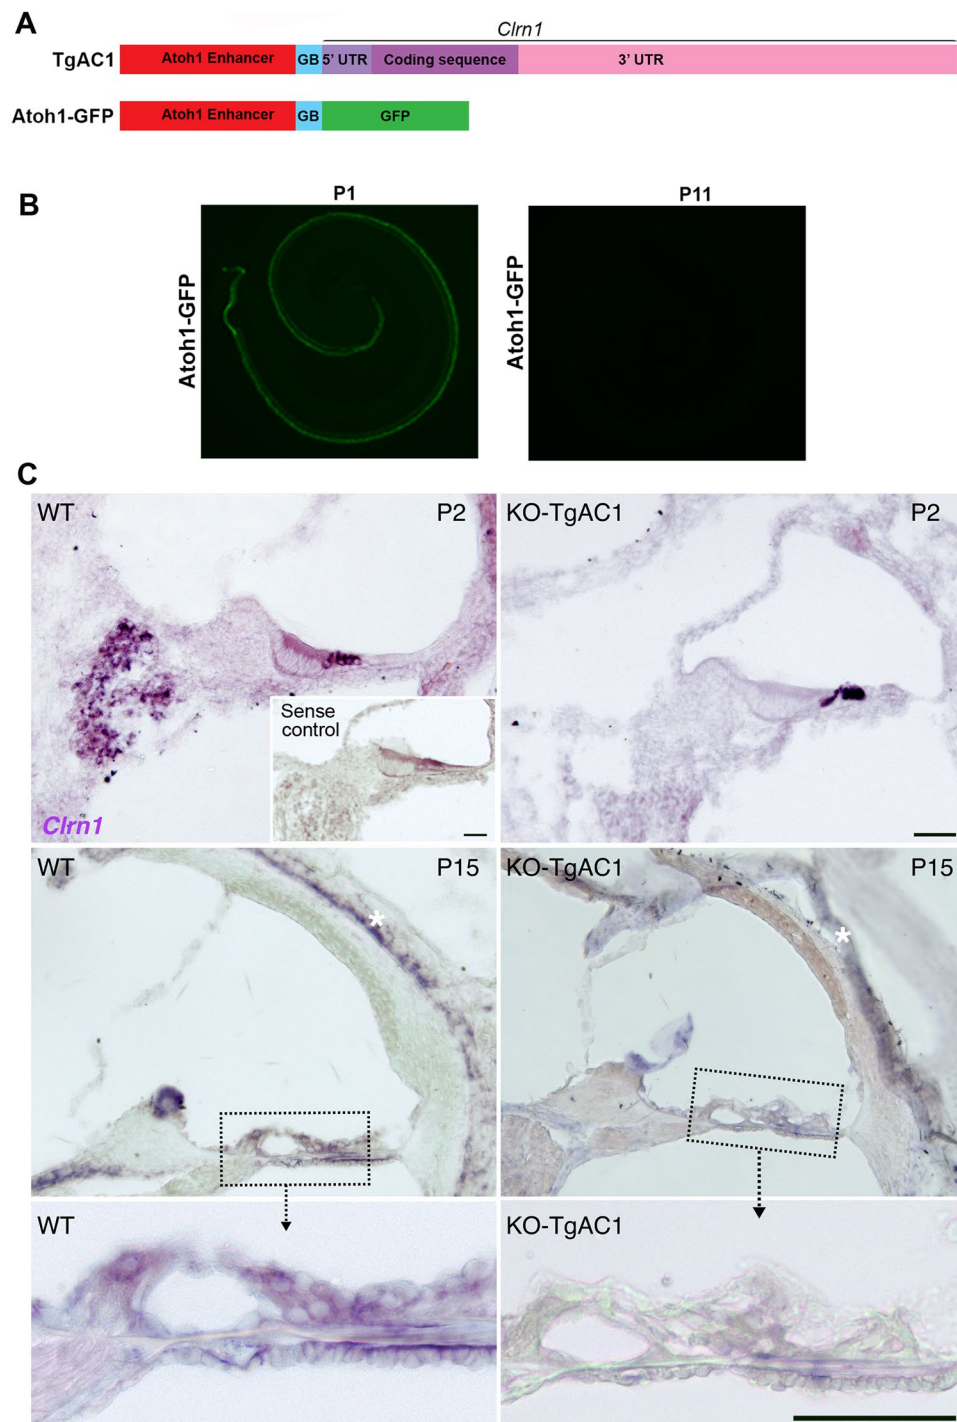 A
Clrn1
TgAC1
Atoh1 Enhancer GB 5' UTR Coding sequence 3' UTR
Atoh1-GFP
Atoh1 Enhancer GB GFP
B
P1
P11
Atoh1-GFP
Atoh1-GFP
C
WT P2
KO-TgAC1 P2
Sense
control
Clrn1
WT P15
KO-TgAC1 P15
*
*
WT
KO-TgAC1